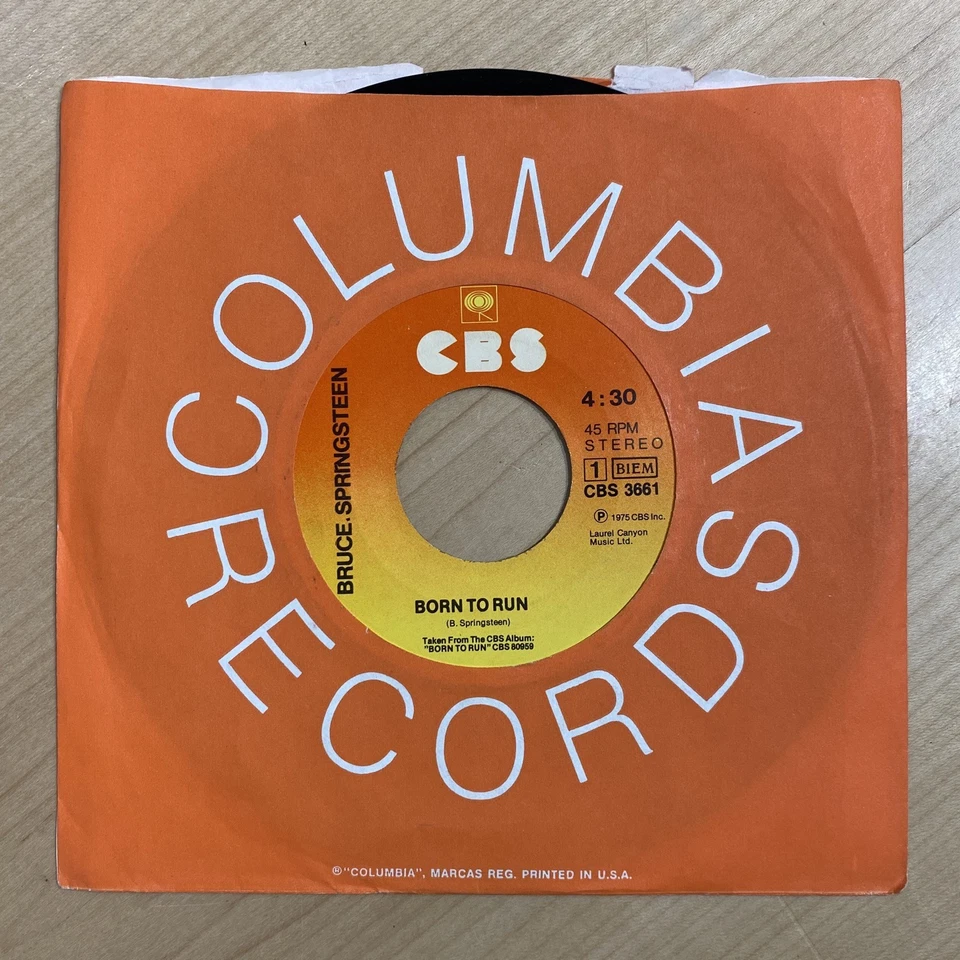 COLUMBIA
RECORDS
CBS
BRUCE. SPRINGSTEEN
4:30
45 RPM
STEREO
1 BIEM
CBS 3661
℗ 1975 CBS Inc.
Laurel Canyon
Music Ltd.
BORN TO RUN
(B. Springsteen)
Taken From The CBS Album:
"BORN TO RUN" CBS 80959
®"COLUMBIA", MARCAS REG. PRINTED IN U.S.A.